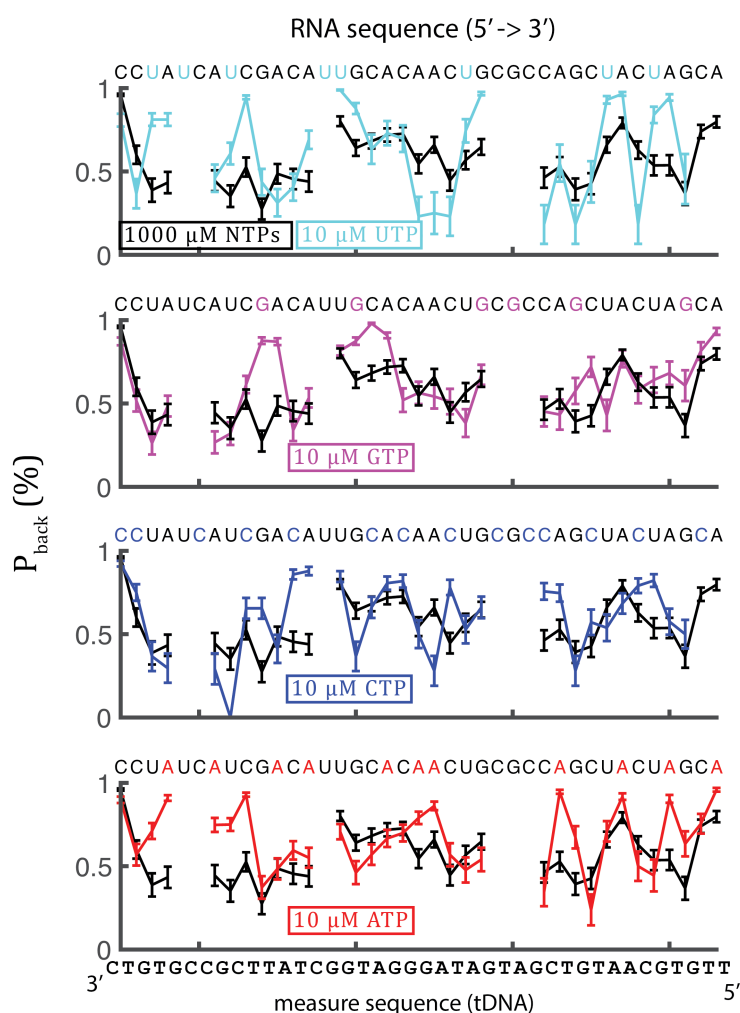 RNA sequence (5' -> 3')
CCUAUCAUCGACAUUGCACAACUGCGCCAGCUACUAGCA
1
0.5
0
1000 µM NTPs
10 µM UTP
CCUAUCAUCGACAUUGCACAACUGCGCCAGCUACUAGCA
1
0.5
0
10 µM GTP
P_back (%)
CCUAUCAUCGACAUUGCACAACUGCGCCAGCUACUAGCA
1
0.5
0
10 µM CTP
CCUAUCAUCGACAUUGCACAACUGCGCCAGCUACUAGCA
1
0.5
0
10 µM ATP
CTGTGCCGCTTATCGGTAGGGATAGTAGCTGTAACGTGTT
3' 5'
measure sequence (tDNA)